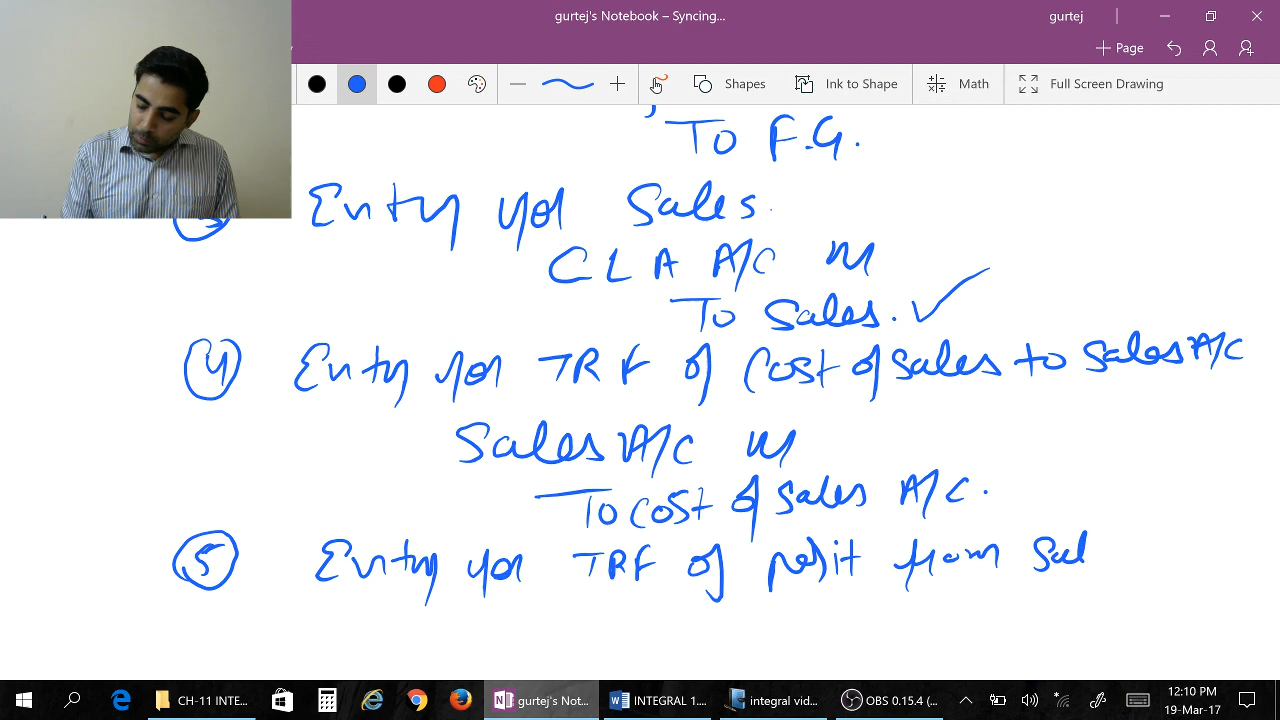 gurtej's Notebook – Syncing...
gurtej
Page
Shapes
Ink to Shape
Math
Full Screen Drawing
To F.G.
Entry for Sales.
CLA A/C Dr
To Sales. ✓
4 Entry for TRF of Cost of Sales to Sales A/C
Sales A/C Dr
To Cost of Sales A/C.
5 Entry for TRF of profit from Sal
CH-11 INTE...
gurtej's Not...
INTEGRAL 1....
integral vid...
OBS 0.15.4 (...
12:10 PM
19-Mar-17